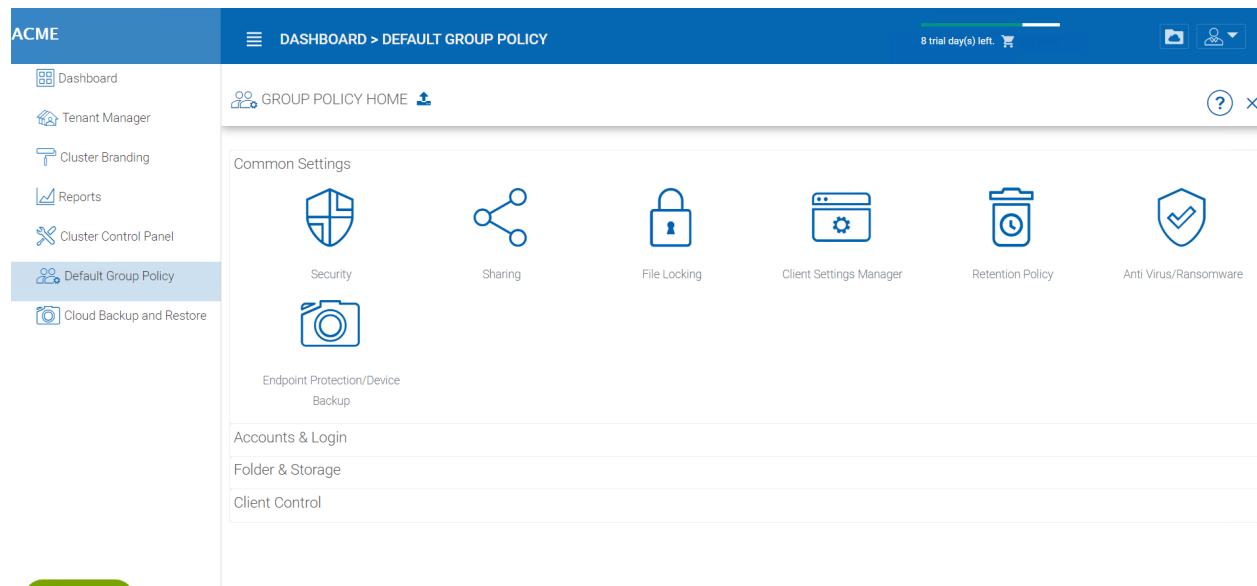 ACME
DASHBOARD > DEFAULT GROUP POLICY
8 trial day(s) left.
Dashboard
Tenant Manager
Cluster Branding
Reports
Cluster Control Panel
Default Group Policy
Cloud Backup and Restore
GROUP POLICY HOME
?
Common Settings
Security
Sharing
File Locking
Client Settings Manager
Retention Policy
Anti Virus/Ransomware
Endpoint Protection/Device
Backup
Accounts & Login
Folder & Storage
Client Control